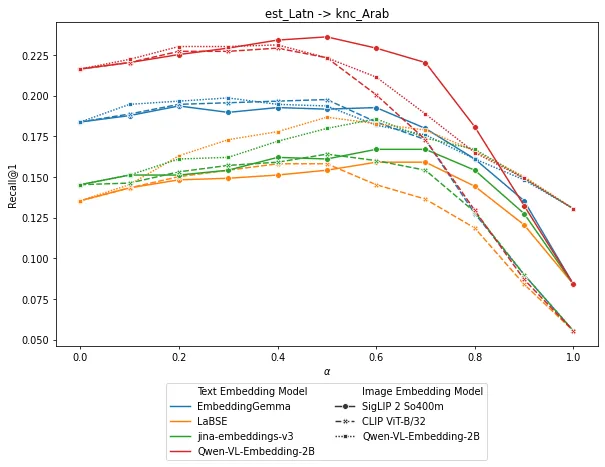 est_Latn -> knc_Arab
Recall@1
0.225
0.200
0.175
0.150
0.125
0.100
0.075
0.050
0.0 0.2 0.4 0.6 0.8 1.0
α
Text Embedding Model Image Embedding Model
EmbeddingGemma SigLIP 2 So400m
LaBSE CLIP ViT-B/32
jina-embeddings-v3 Qwen-VL-Embedding-2B
Qwen-VL-Embedding-2B